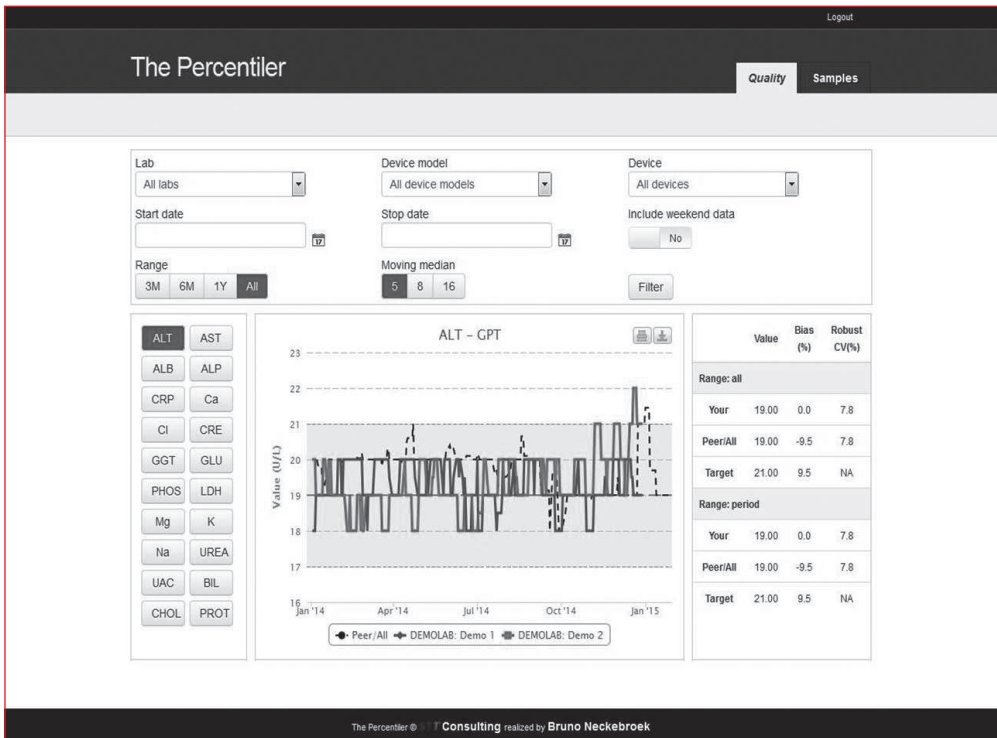 Logout
The Percentiler
Quality Samples
Lab Device model Device
All labs All device models All devices
Start date Stop date Include weekend data
17 17 No
Range Moving median
3M 6M 1Y All 5 8 16 Filter
ALT AST
ALB ALP
CRP Ca
Cl CRE
GGT GLU
PHOS LDH
Mg K
Na UREA
UAC BIL
CHOL PROT
ALT – GPT
Value (U/L)
23
22
21
20
19
18
17
16
Jan '14 Apr '14 Jul '14 Oct '14 Jan '15
Peer/All DEMOLAB: Demo 1 DEMOLAB: Demo 2
Value Bias (%) Robust CV(%)
Range: all
Your 19.00 0.0 7.8
Peer/All 19.00 -9.5 7.8
Target 21.00 9.5 NA
Range: period
Your 19.00 0.0 7.8
Peer/All 19.00 -9.5 7.8
Target 21.00 9.5 NA
The Percentiler © Consulting realized by Bruno Neckebroek